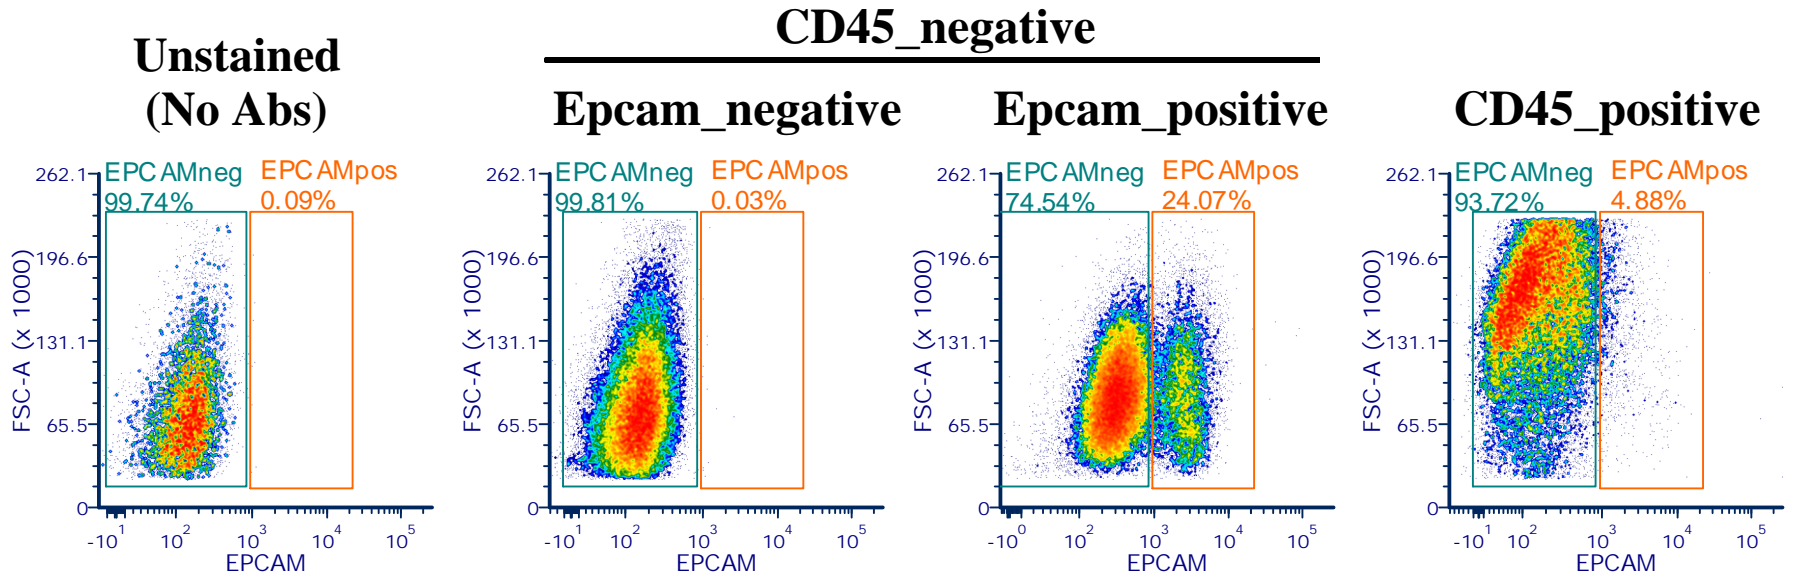 CD45_negative
Unstained
(No Abs)
Epcam_negative
Epcam_positive
CD45_positive
EPCAMneg
99.74%
EPCAMpos
0.09%
262.1
196.6
131.1
65.5
0
FSC-A (x 1000)
-10^1 10^2 10^3 10^4 10^5
EPCAM
EPCAMneg
99.81%
EPCAMpos
0.03%
262.1
196.6
131.1
65.5
0
FSC-A (x 1000)
-10^1 10^2 10^3 10^4 10^5
EPCAM
EPCAMneg
74.54%
EPCAMpos
24.07%
262.1
196.6
131.1
65.5
0
FSC-A (x 1000)
-10^0 10^2 10^3 10^4 10^5
EPCAM
EPCAMneg
93.72%
EPCAMpos
4.88%
262.1
196.6
131.1
65.5
0
FSC-A (x 1000)
-10^1 10^2 10^3 10^4 10^5
EPCAM